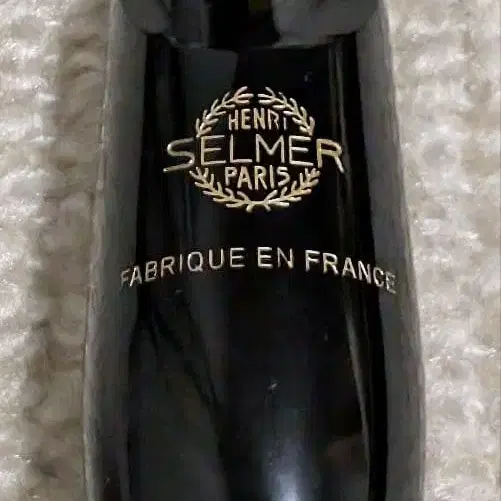 HENRI
SELMER
PARIS
FABRIQUE EN FRANCE